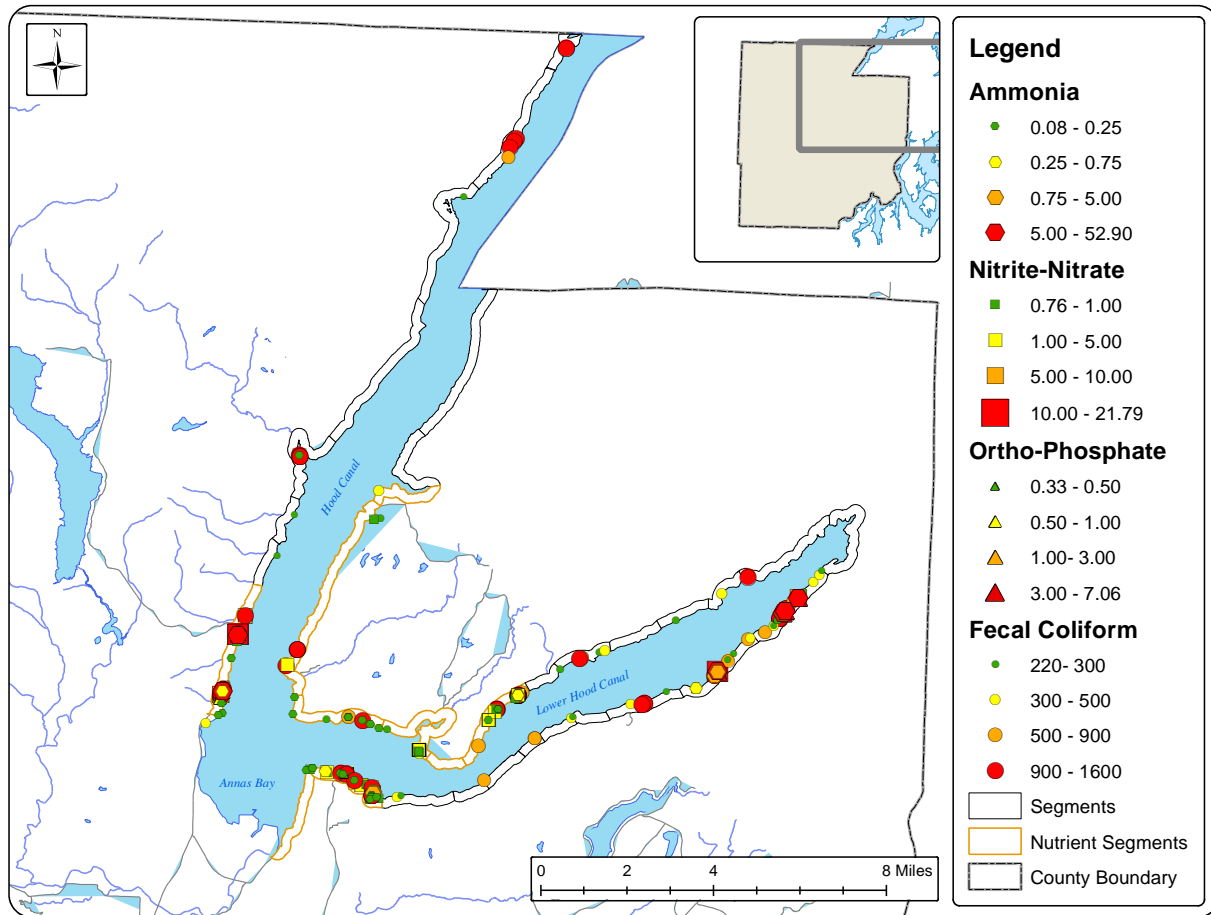 N
Hood Canal
Lower Hood Canal
Annas Bay
0 2 4 8 Miles
Legend
Ammonia
0.08 - 0.25
0.25 - 0.75
0.75 - 5.00
5.00 - 52.90
Nitrite-Nitrate
0.76 - 1.00
1.00 - 5.00
5.00 - 10.00
10.00 - 21.79
Ortho-Phosphate
0.33 - 0.50
0.50 - 1.00
1.00- 3.00
3.00 - 7.06
Fecal Coliform
220- 300
300 - 500
500 - 900
900 - 1600
Segments
Nutrient Segments
County Boundary